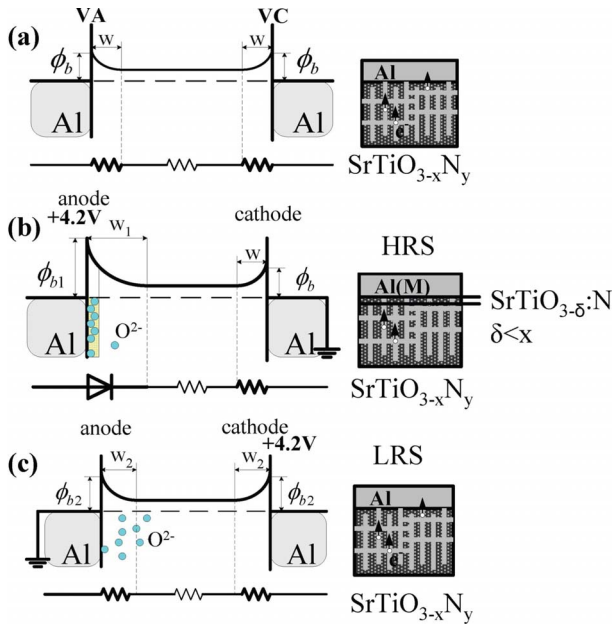 (a)
VA
VC
w
w
ϕb
ϕb
Al
Al
Al
e-
SrTiO3-xNy
anode
+4.2V
cathode
(b)
w1
w
HRS
ϕb1
ϕb
Al
O2-
Al
Al(M)
SrTiO3-δ:N
δ<x
SrTiO3-xNy
anode
cathode
+4.2V
(c)
w2
w2
LRS
ϕb2
ϕb2
Al
O2-
Al
Al
e-
SrTiO3-xNy